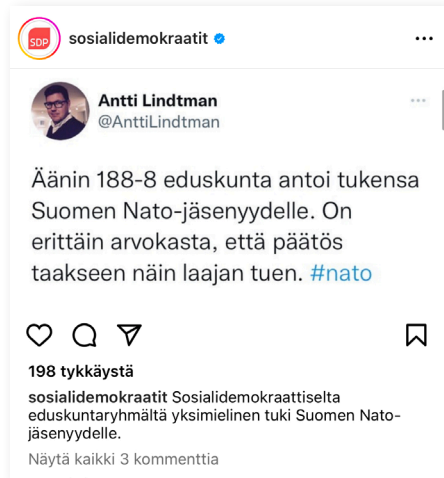 SDP
sosialidemokraatit
Antti Lindtman
@AnttiLindtman
Äänin 188-8 eduskunta antoi tukensa
Suomen Nato-jäsenyydelle. On
erittäin arvokasta, että päätös
taakseen näin laajan tuen. #nato
198 tykkäystä
sosialidemokraatit Sosialidemokraattiselta
eduskuntaryhmältä yksimielinen tuki Suomen Nato-
jäsenyydelle.
Näytä kaikki 3 kommenttia